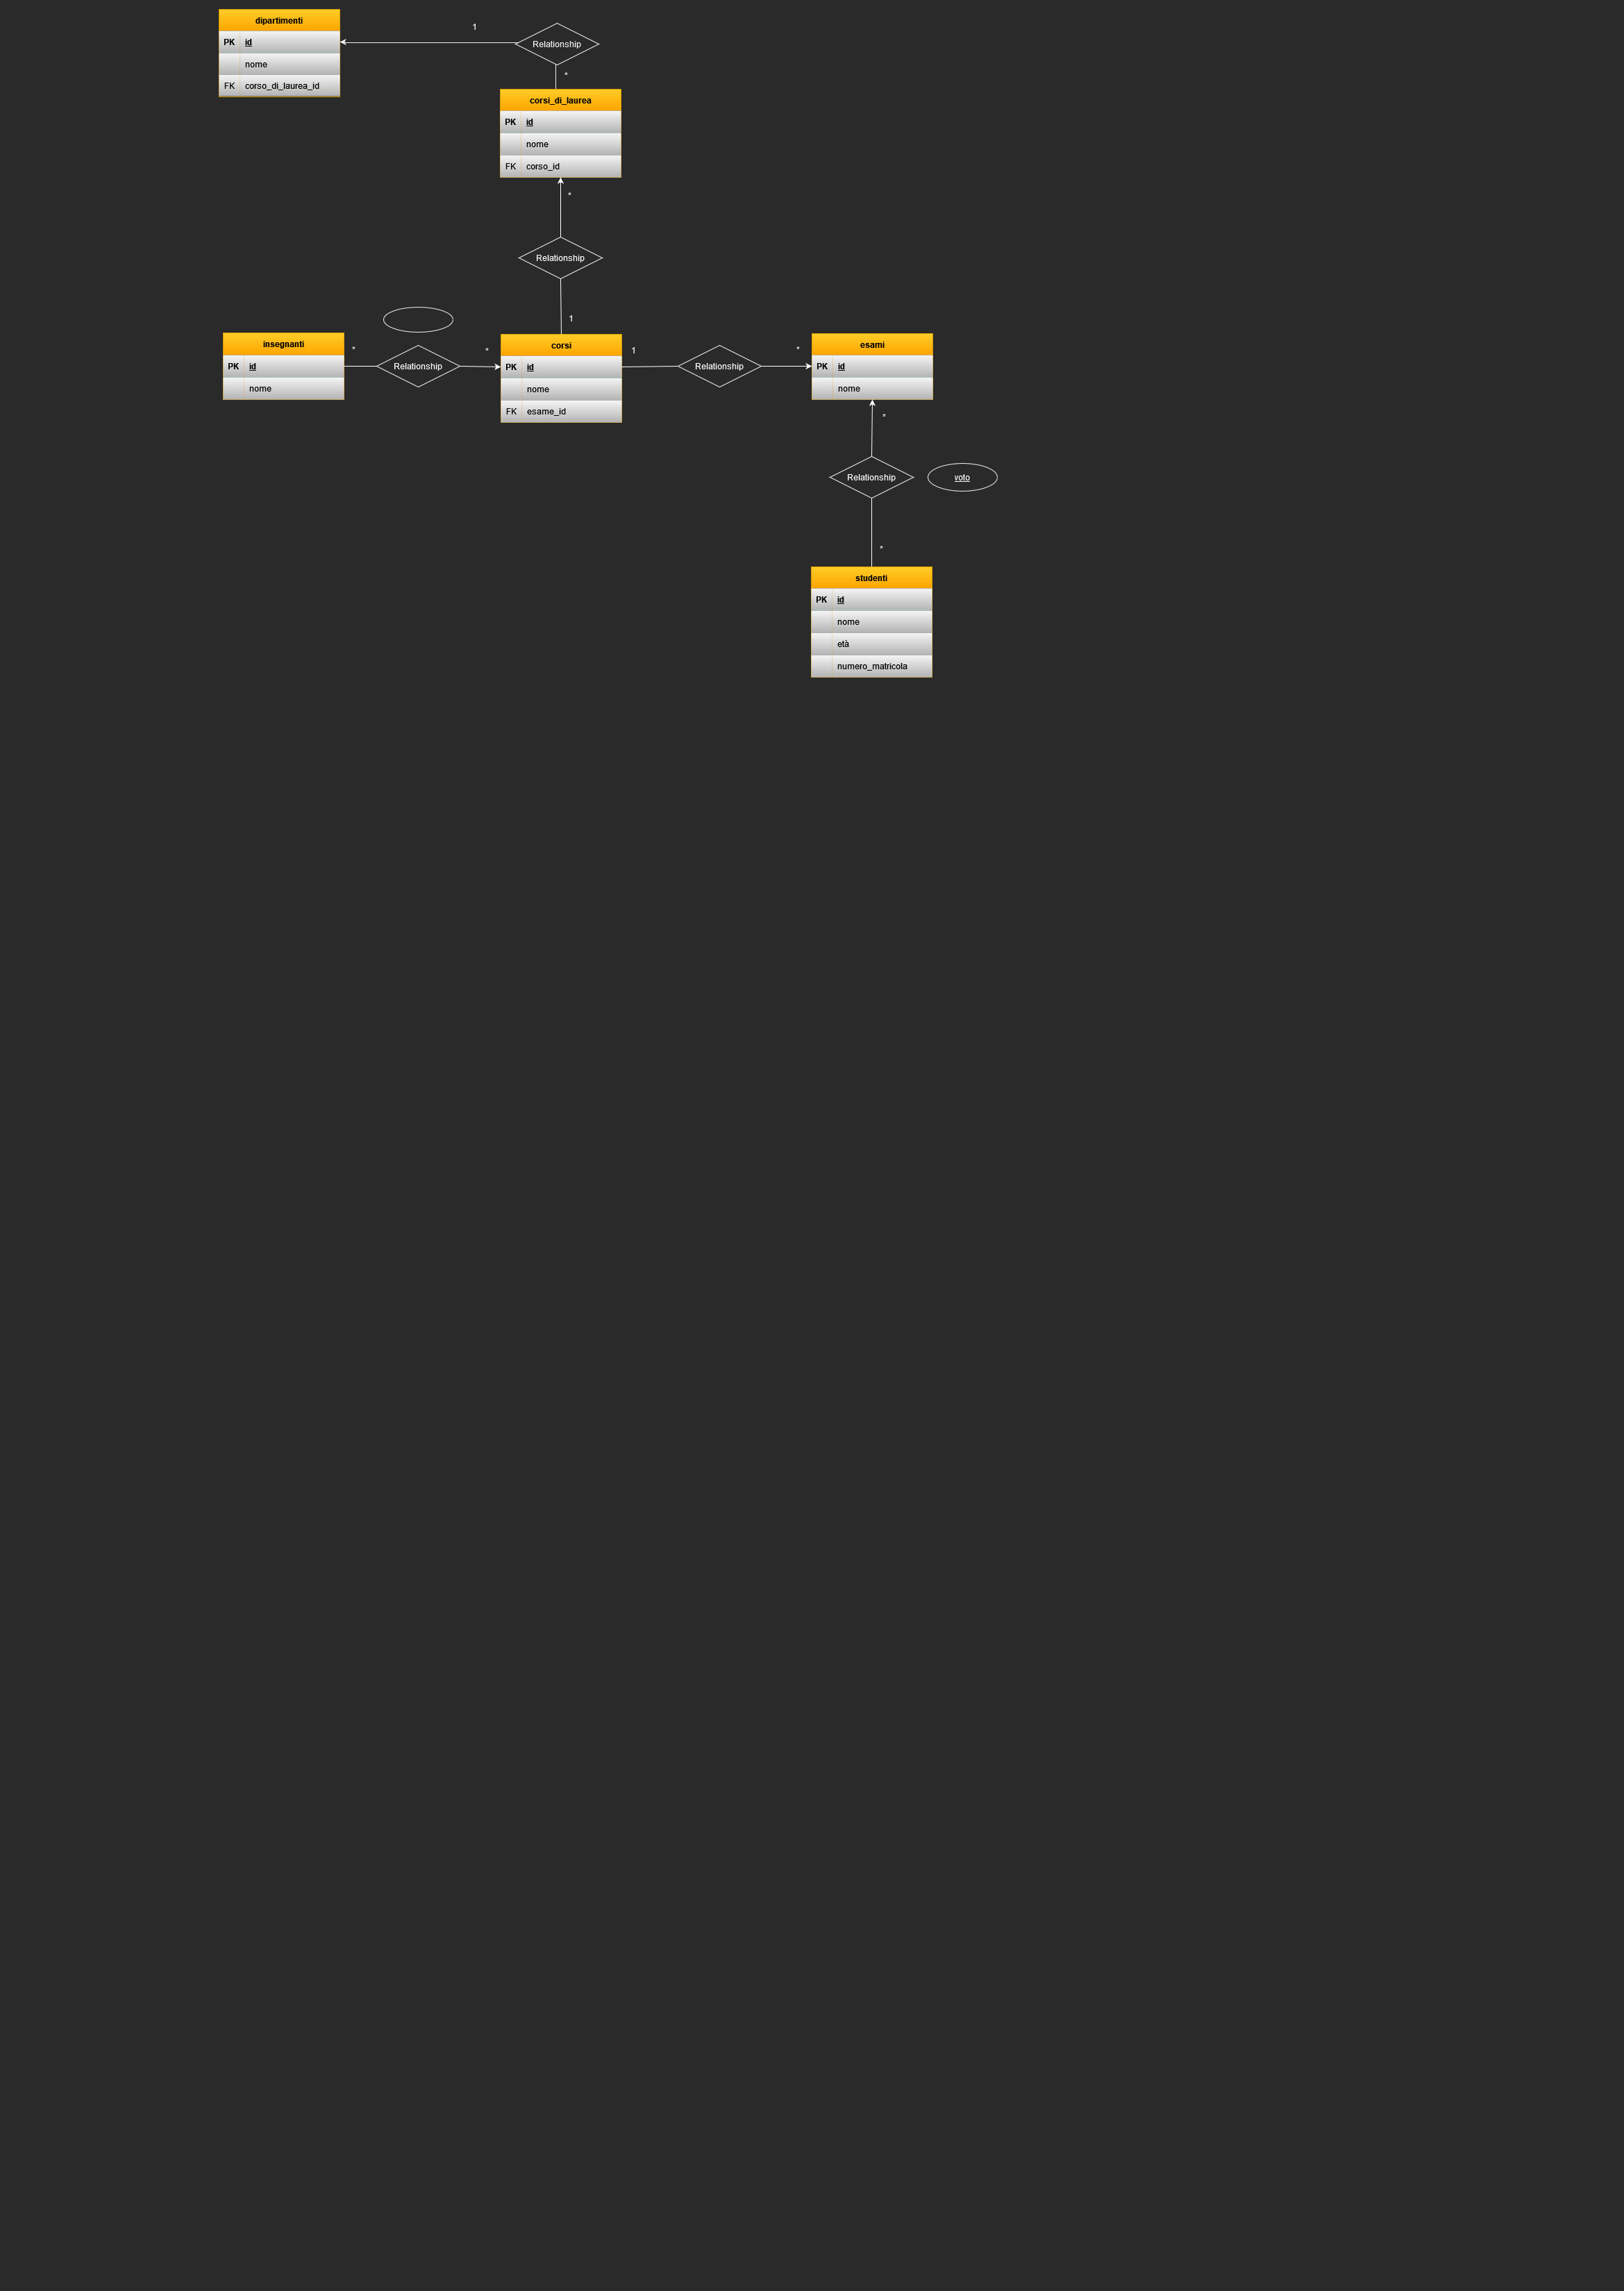 dipartimenti
PK id
nome
FK corso_di_laurea_id
1
Relationship
*
corsi_di_laurea
PK id
nome
FK corso_id
*
Relationship
1
insegnanti
PK id
nome
*
Relationship
*
corsi
PK id
nome
FK esame_id
1
Relationship
*
esami
PK id
nome
*
Relationship
voto
*
studenti
PK id
nome
età
numero_matricola